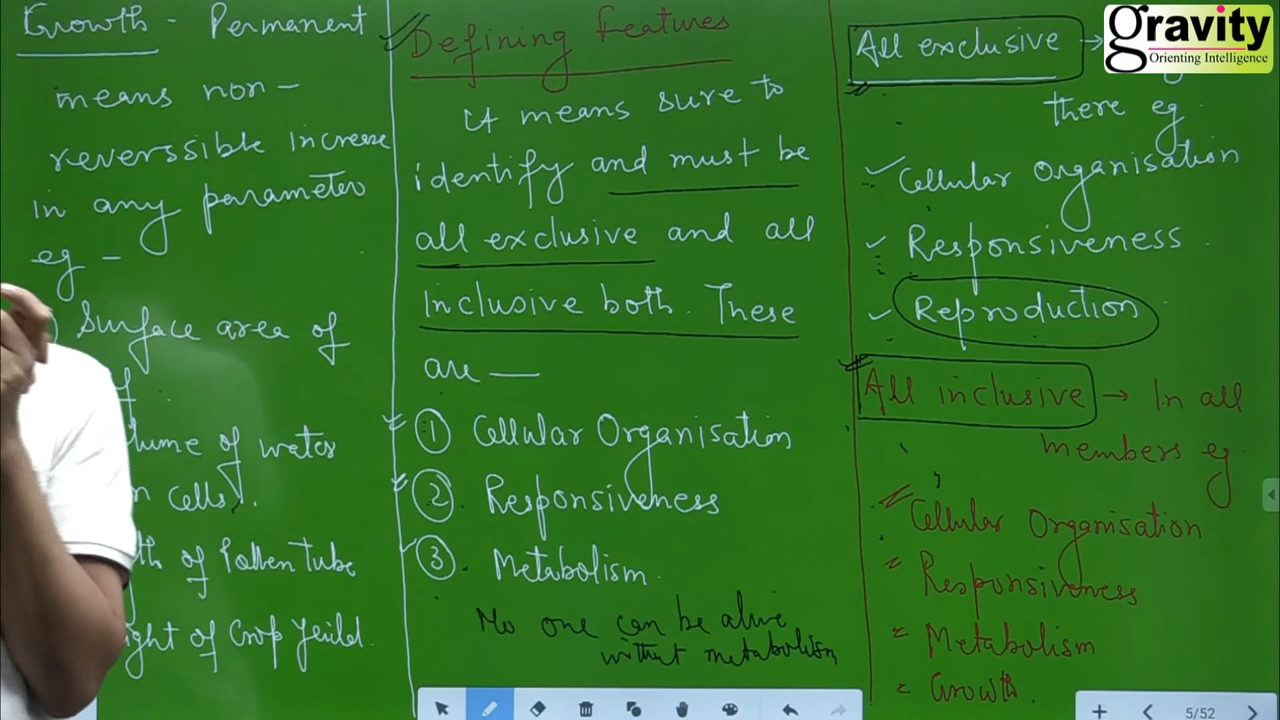 Growth - Permanent
means non -
reverssible increase
in any parameter
eg -
Surface area of
f
lume of water
n cells).
th of Pollen tube
ight of Crop Yeild.
Defining Features
It means sure to
identify and must be
all exclusive and all
inclusive both. These
are —
① Cellular Organisation
② Responsiveness
③ Metabolism.
No one can be alive
without metabolism
All exclusive →
there eg.
Cellular Organisation
Responsiveness
Reproduction
All inclusive → In all
members eg
Cellular Organisation
Responsiveness
Metabolism
Growth.
gravity
Orienting Intelligence
5/52